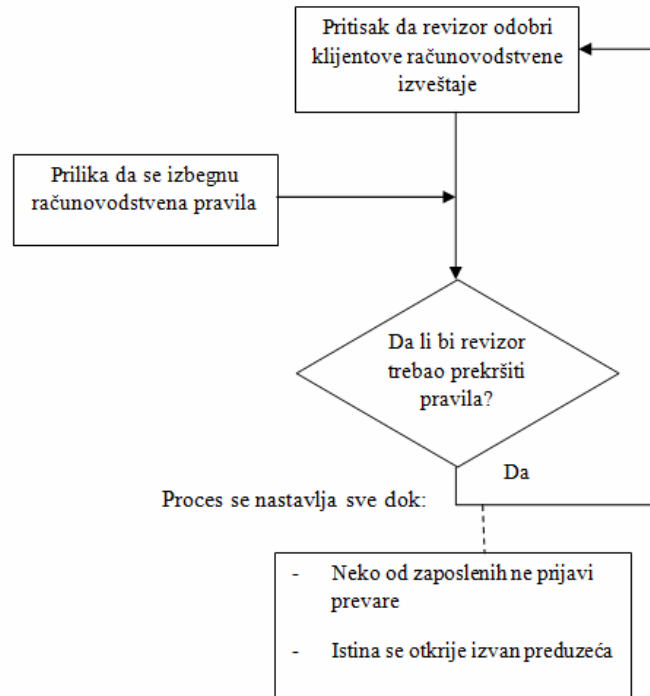 Pritisak da revizor odobri
klijentove računovodstvene
izveštaje
Prilika da se izbegnu
računovodstvena pravila
Da li bi revizor
trebao prekršiti
pravila?
Da
Proces se nastavlja sve dok:
- Neko od zaposlenih ne prijavi
prevare
- Istina se otkrije izvan preduzeća